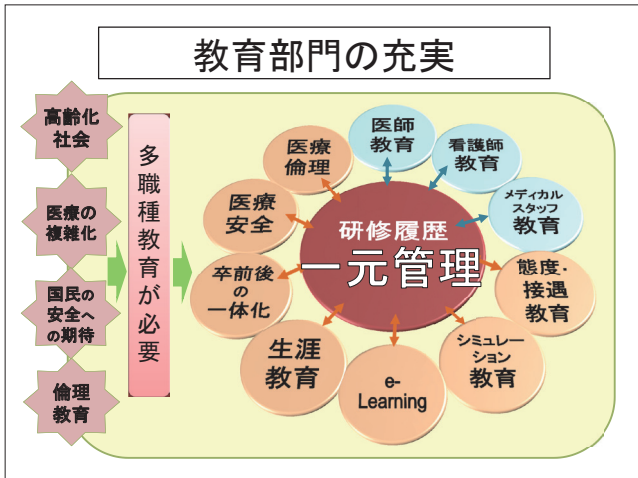 教育部門の充実
高齢化
社会
医療の
複雑化
国民の
安全へ
の期待
倫理
教育
多職種教育が必要
医師
教育
看護師
教育
メディカル
スタッフ
教育
態度・
接遇
教育
シミュレー
ション
教育
e-
Learning
生涯
教育
卒前後
の
一体化
医療
安全
医療
倫理
研修履歴
一元管理